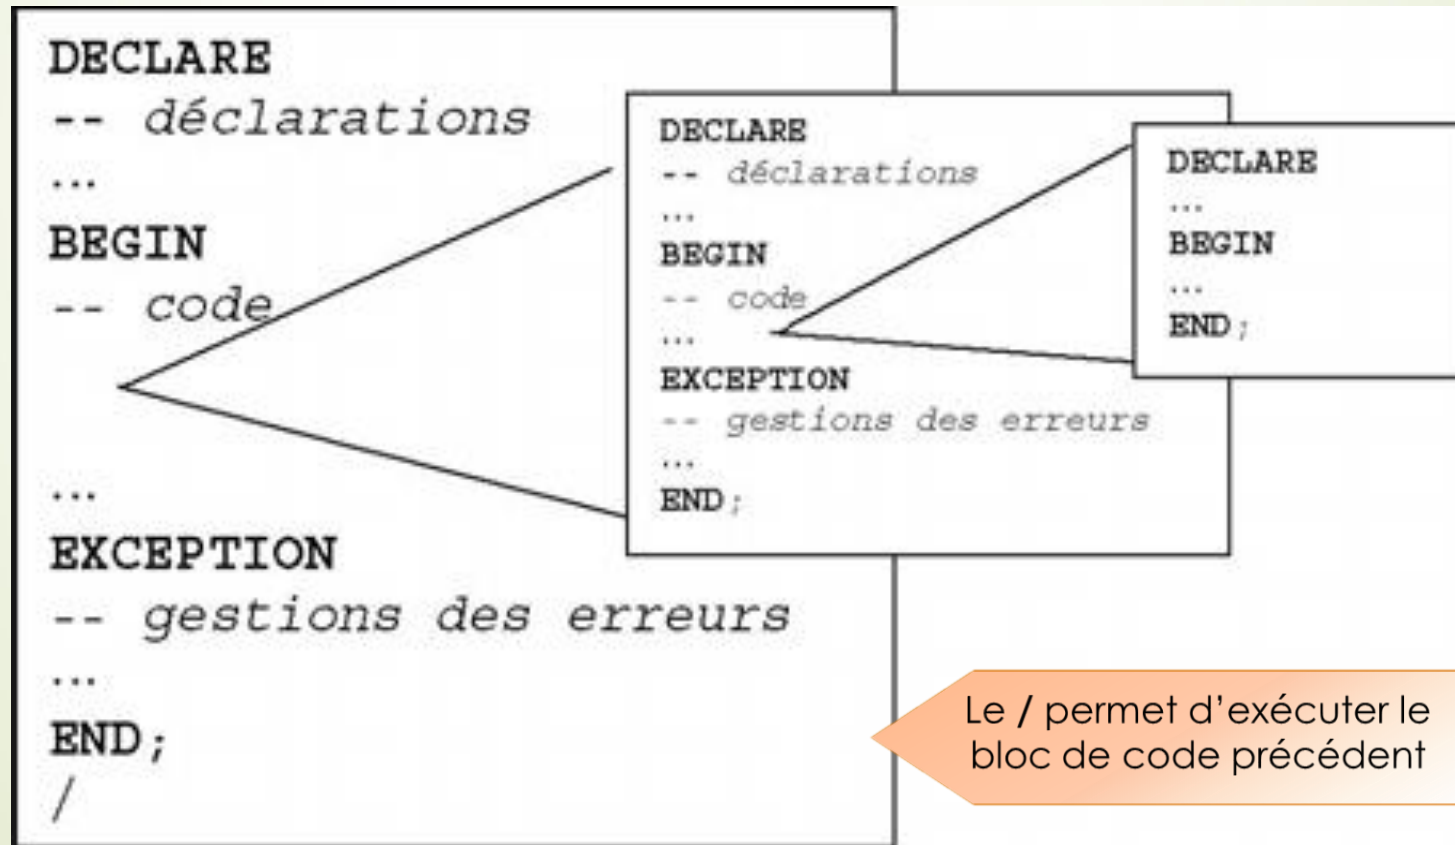 DECLARE
-- déclarations
...
BEGIN
-- code
...
EXCEPTION
-- gestions des erreurs
...
END;
/
DECLARE
-- déclarations
...
BEGIN
-- code
...
EXCEPTION
-- gestions des erreurs
...
END;
DECLARE
...
BEGIN
...
END;
Le / permet d'exécuter le
bloc de code précédent